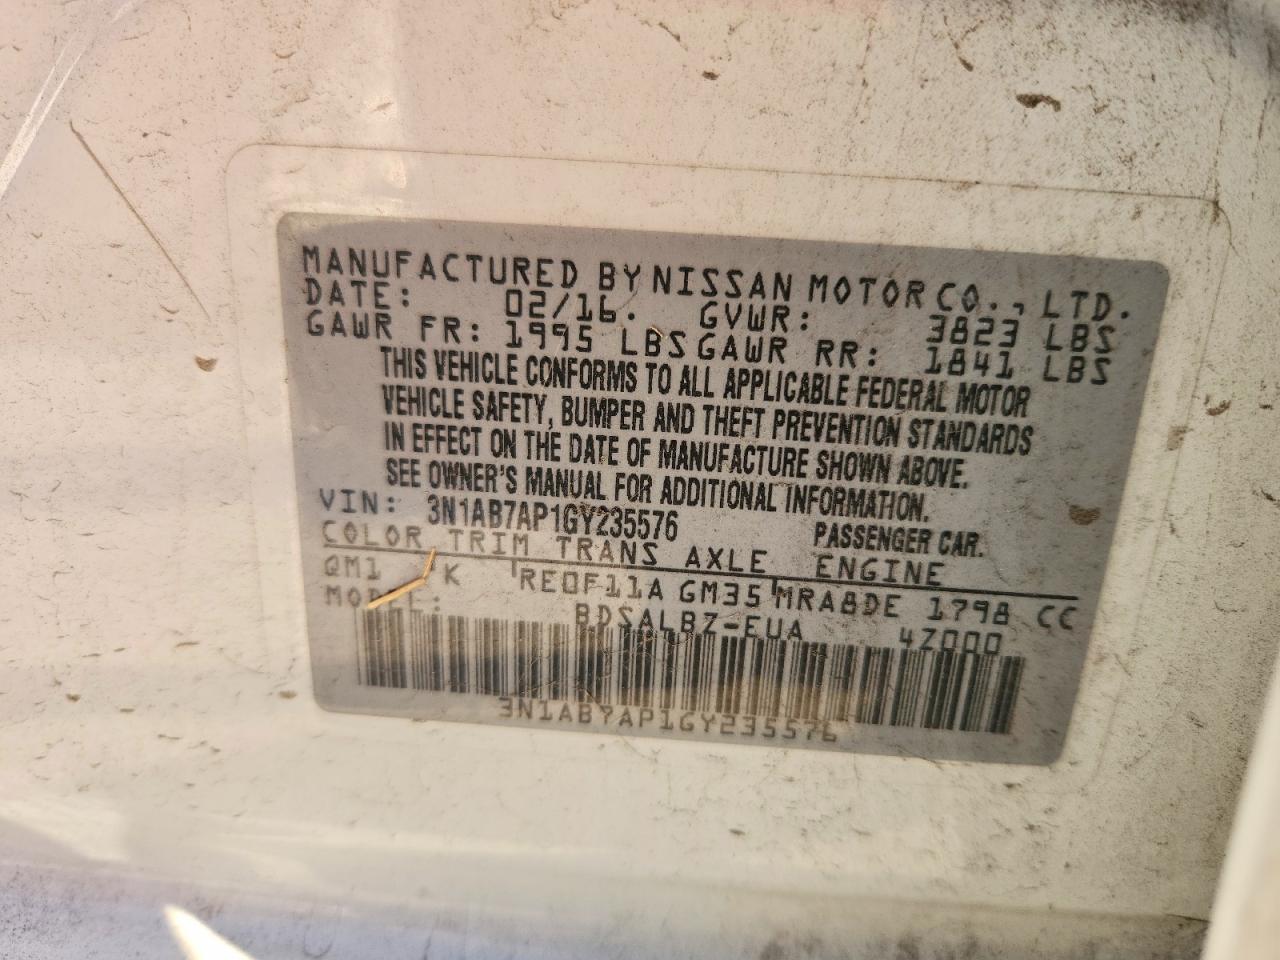 MANUFACTURED BY NISSAN MOTOR CO., LTD.
DATE: 02/16. GVWR: 3823 LBS
GAWR FR: 1995 LBS GAWR RR: 1841 LBS
THIS VEHICLE CONFORMS TO ALL APPLICABLE FEDERAL MOTOR
VEHICLE SAFETY, BUMPER AND THEFT PREVENTION STANDARDS
IN EFFECT ON THE DATE OF MANUFACTURE SHOWN ABOVE.
SEE OWNER'S MANUAL FOR ADDITIONAL INFORMATION.
VIN: 3N1AB7AP1GY235576 PASSENGER CAR.
COLOR TRIM TRANS AXLE ENGINE
QM1 K RE0F11A GM35 MRA8DE 1798 CC
MODEL: BDSALBZ-EUA 4Z000
3N1AB7AP1GY235576